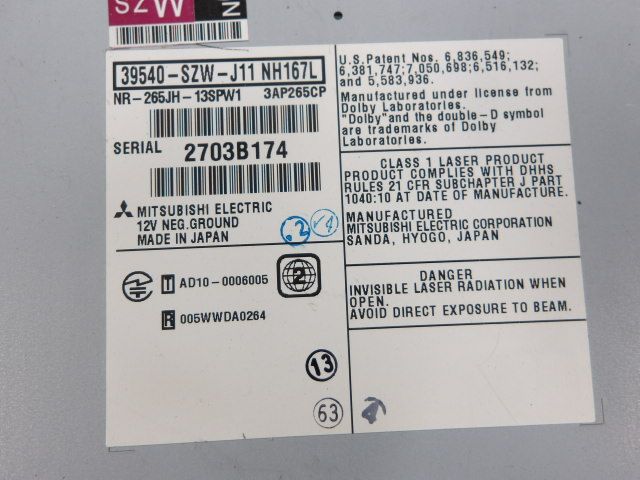 SZW
N
39540-SZW-J11 NH167L
NR-265JH-13SPW1 3AP265CP
SERIAL 2703B174
MITSUBISHI ELECTRIC
12V NEG.GROUND
MADE IN JAPAN
.2
✓4
T AD10-0006005
2
R 005WWDA0264
13
63
U.S.Patent Nos. 6,836,549;
6,381,747;7,050,698;6,516,132;
and 5,583,936.
Manufactured under license from
Dolby Laboratories.
"Dolby"and the double-D symbol
are trademarks of Dolby
Laboratories.
CLASS 1 LASER PRODUCT
PRODUCT COMPLIES WITH DHHS
RULES 21 CFR SUBCHAPTER J PART
1040:10 AT DATE OF MANUFACTURE.
MANUFACTURED
MITSUBISHI ELECTRIC CORPORATION
SANDA, HYOGO, JAPAN
DANGER
INVISIBLE LASER RADIATION WHEN
OPEN.
AVOID DIRECT EXPOSURE TO BEAM.